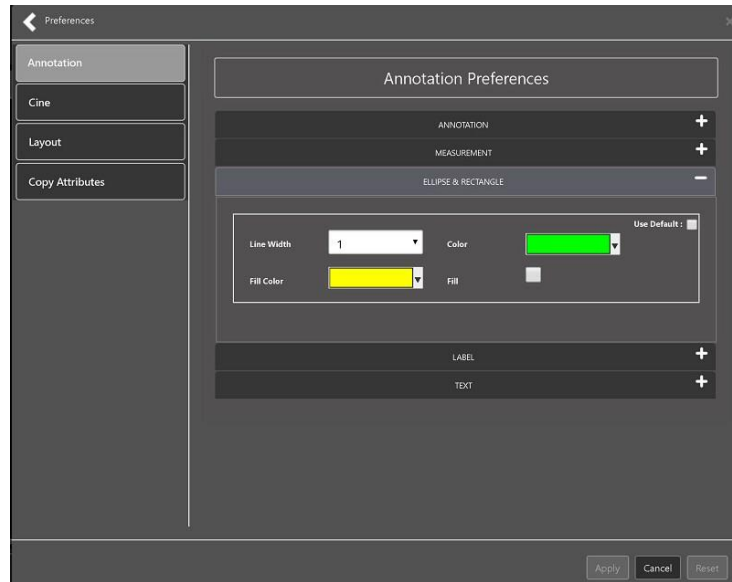 Preferences
Annotation
Cine
Layout
Copy Attributes
Annotation Preferences
ANNOTATION
MEASUREMENT
ELLIPSE & RECTANGLE
Use Default :
Line Width 1 Color
Fill Color Fill
LABEL
TEXT
Apply Cancel Reset